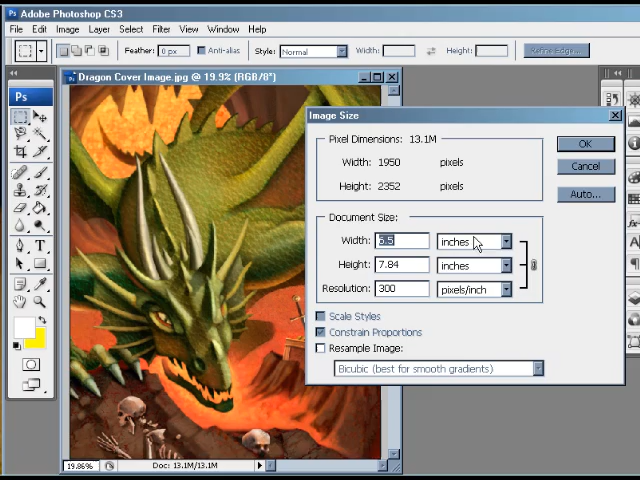 Ps Adobe Photoshop CS3
File Edit Image Layer Select Filter View Window Help
Feather: 0 px Anti-alias Style: Normal Width: Height: Refine Edge...
Dragon Cover Image.jpg @ 19.9% (RGB/8*)
Ps
Image Size
Pixel Dimensions: 13.1M
Width: 1950 pixels
Height: 2352 pixels
OK
Cancel
Auto...
Document Size:
Width: 6.5 inches
Height: 7.84 inches
Resolution: 300 pixels/inch
Scale Styles
Constrain Proportions
Resample Image:
Bicubic (best for smooth gradients)
19.86% Doc: 13.1M/13.1M